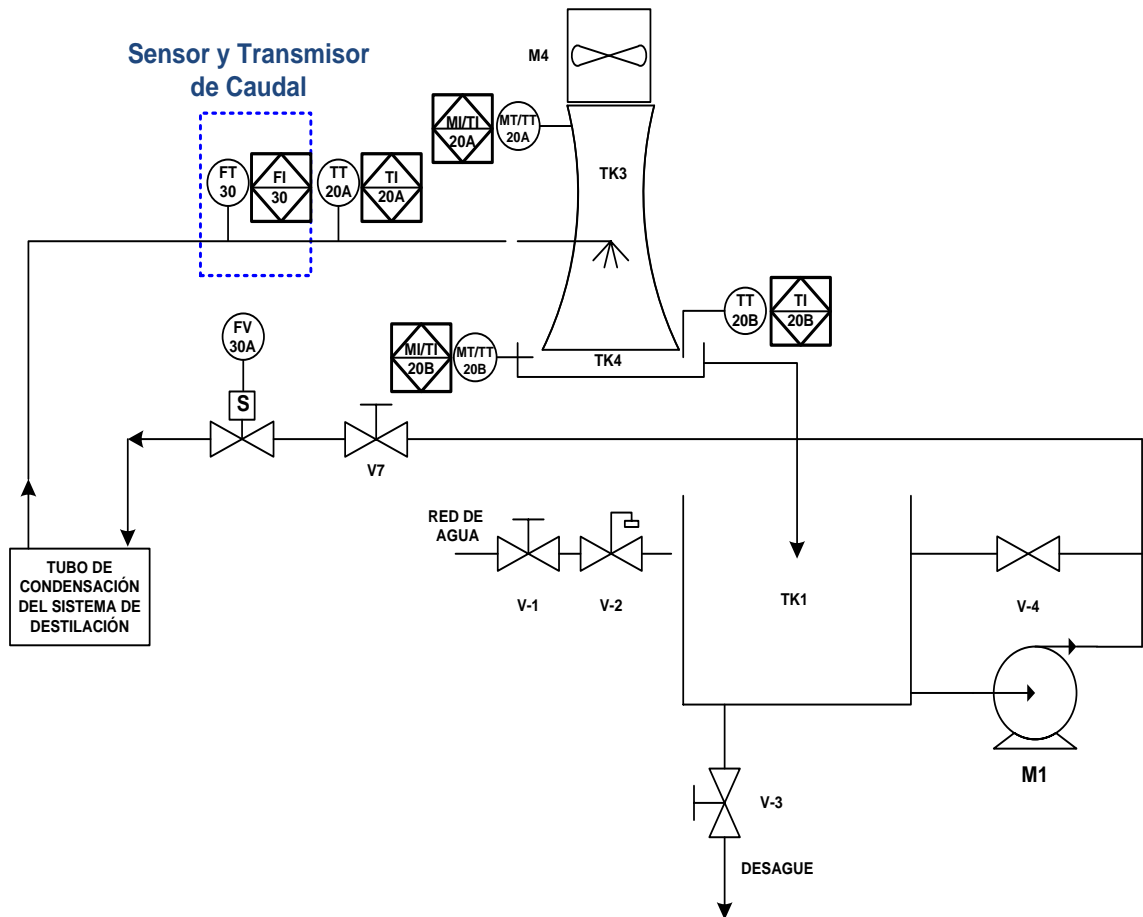 Sensor y Transmisor
de Caudal
M4
MI/TI
20A
MT/TT
20A
TK3
FT
30
FI
30
TT
20A
TI
20A
TT
20B
TI
20B
FV
30A
MI/TI
20B
MT/TT
20B
TK4
S
V7
RED DE
AGUA
V-1
V-2
TK1
V-4
TUBO DE
CONDENSACIÓN
DEL SISTEMA DE
DESTILACIÓN
M1
V-3
DESAGUE